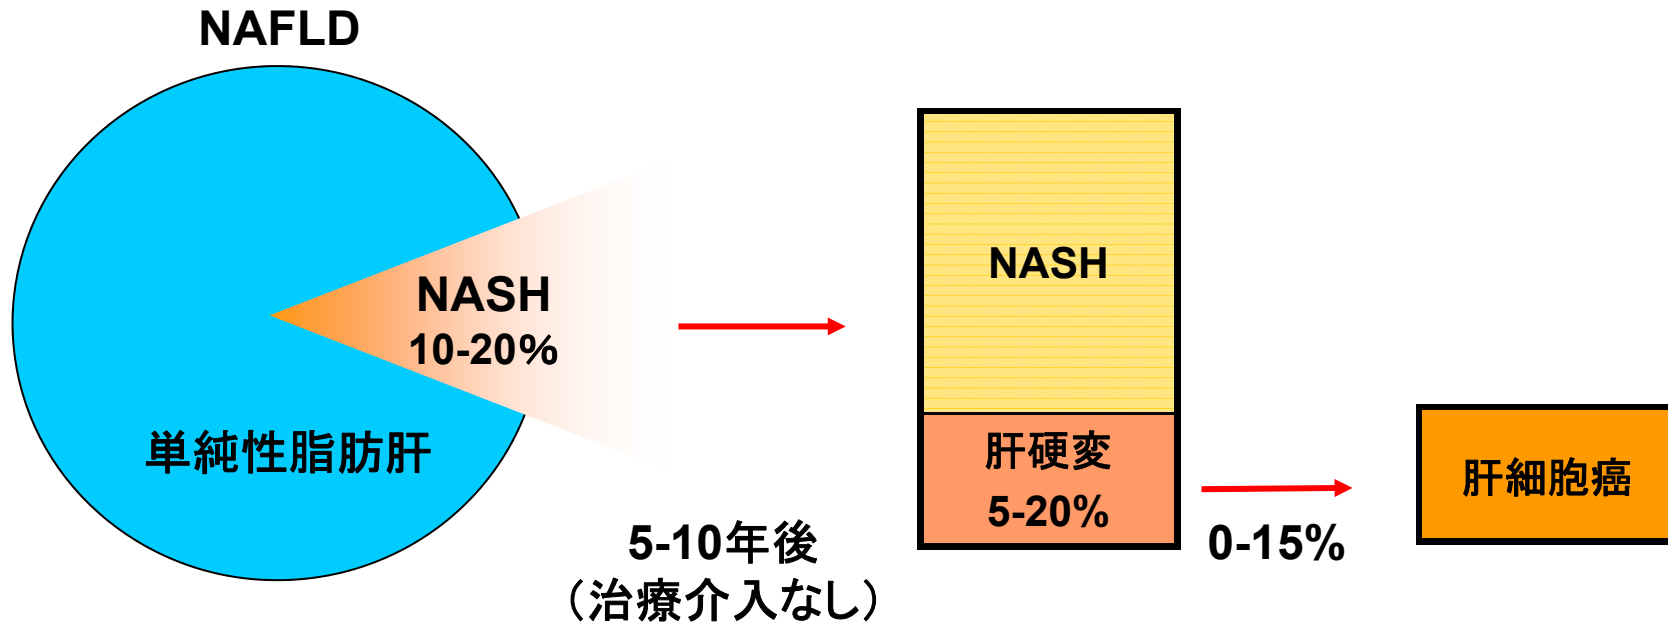 NAFLD
NASH
10-20%
単純性脂肪肝
5-10年後
（治療介入なし）
NASH
肝硬変
5-20%
0-15%
肝細胞癌